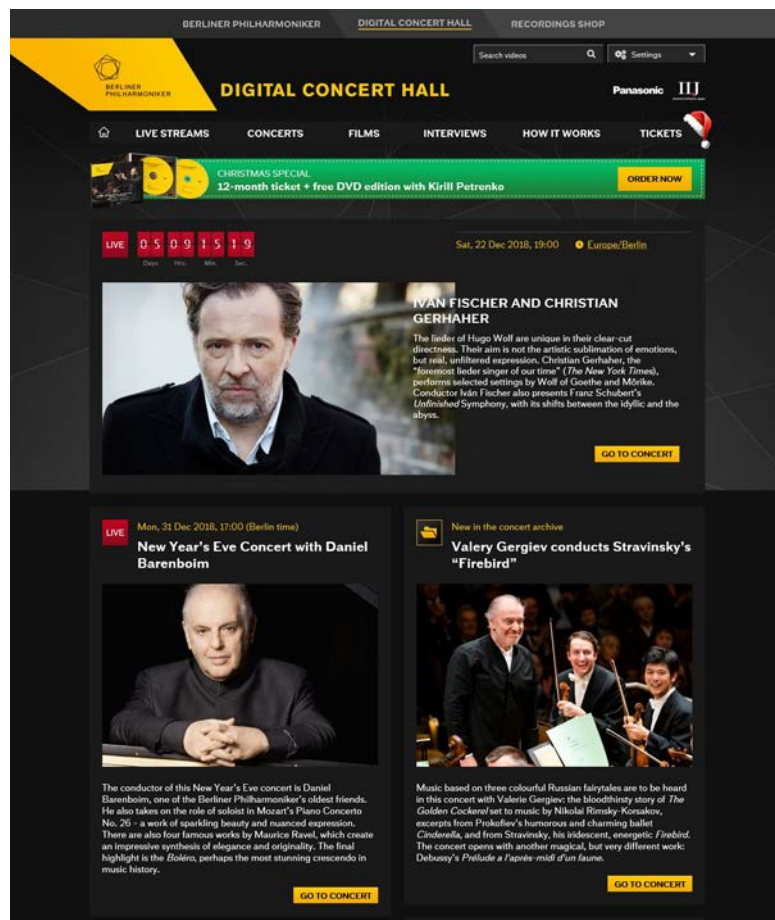 BERLINER PHILHARMONIKER
DIGITAL CONCERT HALL
RECORDINGS SHOP
Search videos
Settings
BERLINER
PHILHARMONIKER
DIGITAL CONCERT HALL
Panasonic
IIJ
LIVE STREAMS
CONCERTS
FILMS
INTERVIEWS
HOW IT WORKS
TICKETS
CHRISTMAS SPECIAL
12-month ticket + free DVD edition with Kirill Petrenko
ORDER NOW
LIVE
0 5 0 9 1 5 1 9
Days Hrs. Min. Sec.
Sat, 22 Dec 2018, 19:00
Europe/Berlin
IVÁN FISCHER AND CHRISTIAN
GERHAHER
The lieder of Hugo Wolf are unique in their clear-cut
directness. Their aim is not the artistic sublimation of emotions,
but real, unfiltered expression. Christian Gerhaher, the
“foremost lieder singer of our time” (The New York Times),
performs selected settings by Wolf of Goethe and Mörike.
Conductor Iván Fischer also presents Franz Schubert’s
Unfinished Symphony, with its shifts between the idyllic and the
abyss.
GO TO CONCERT
LIVE
Mon, 31 Dec 2018, 17:00 (Berlin time)
New Year’s Eve Concert with Daniel
Barenboim
The conductor of this New Year’s Eve concert is Daniel
Barenboim, one of the Berliner Philharmoniker’s oldest friends.
He also takes on the role of soloist in Mozart’s Piano Concerto
No. 26 – a work of sparkling beauty and nuanced expression.
There are also four famous works by Maurice Ravel, which create
an impressive synthesis of elegance and originality. The final
highlight is the Boléro, perhaps the most stunning crescendo in
music history.
GO TO CONCERT
New in the concert archive
Valery Gergiev conducts Stravinsky’s
“Firebird”
Music based on three colourful Russian fairytales are to be heard
in this concert with Valerie Gergiev: the bloodthirsty story of The
Golden Cockerel set to music by Nikolai Rimsky-Korsakov,
excerpts from Prokofiev’s humorous and charming ballet
Cinderella, and from Stravinsky, his iridescent, energetic Firebird.
The concert opens with another magical, but very different work:
Debussy’s Prélude a l’après-midi d’un faune.
GO TO CONCERT